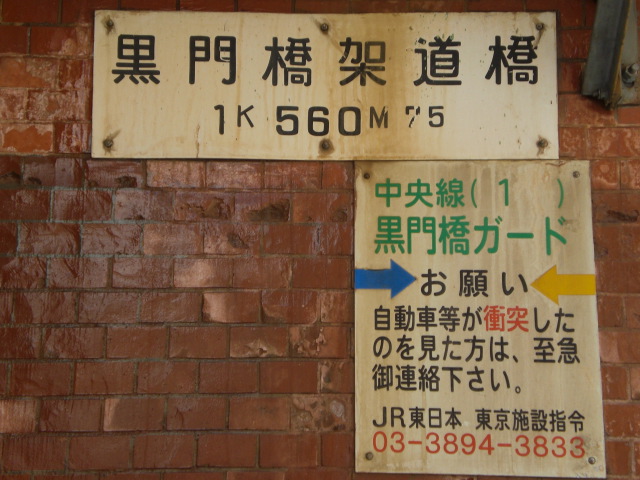 黒門橋架道橋
1K 560M75
中央線( 1 )
黒門橋ガード
お願い
自動車等が衝突した
のを見た方は、至急
御連絡下さい。
JR東日本 東京施設指令
03-3894-3833